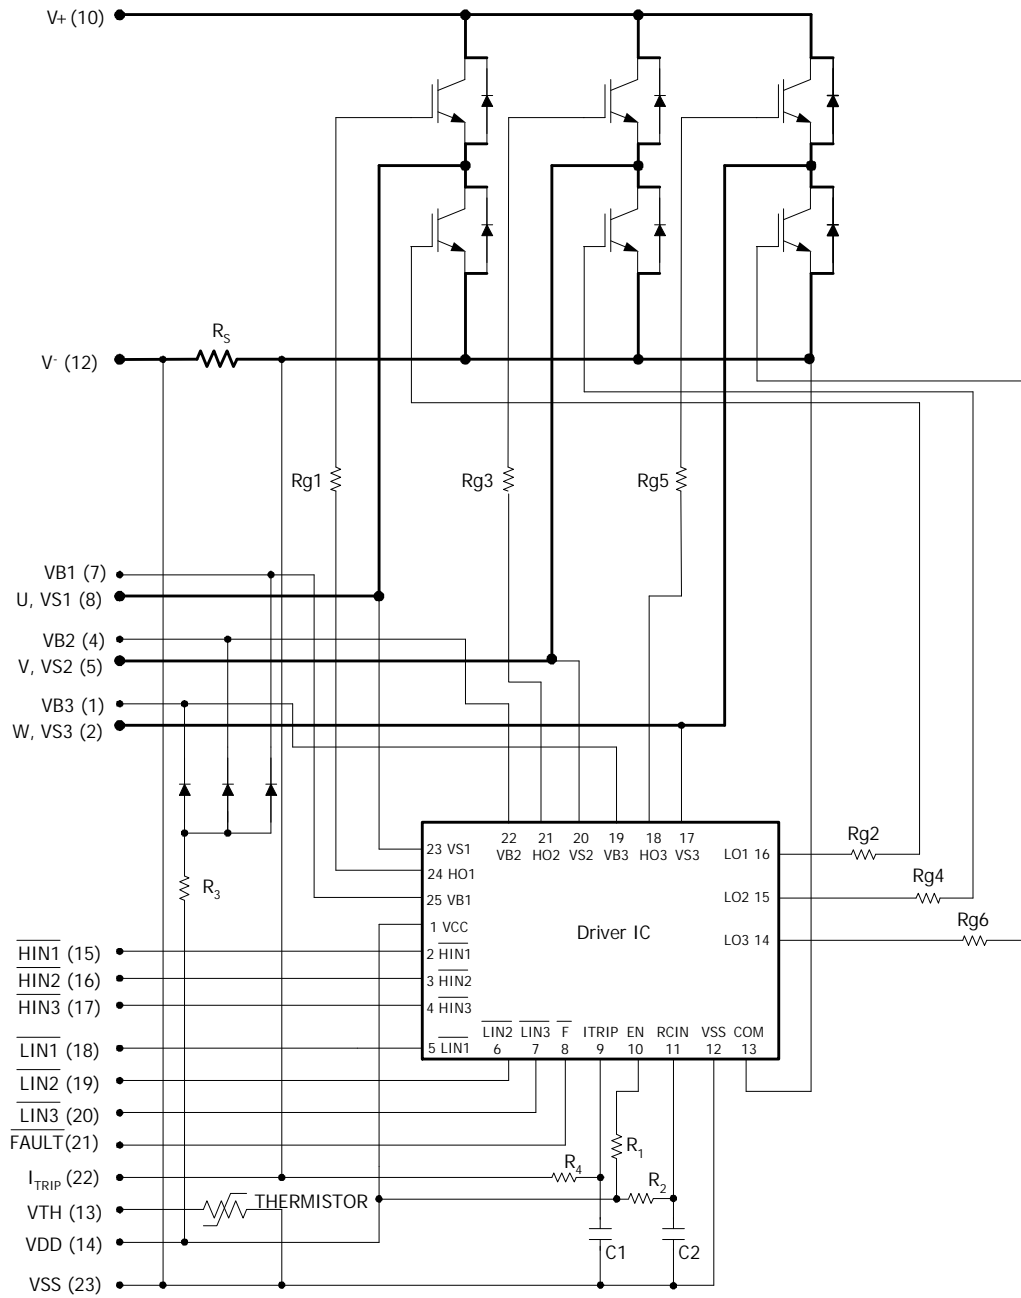 V+ (10)
R_S
V- (12)
Rg1
Rg3
Rg5
VB1 (7)
U, VS1 (8)
VB2 (4)
V, VS2 (5)
VB3 (1)
W, VS3 (2)
22 21 20 19 18 17
VB2 HO2 VS2 VB3 HO3 VS3
23 VS1
24 HO1
25 VB1
1 VCC
2 HIN1
3 HIN2
4 HIN3
5 LIN1
Driver IC
LO1 16
LO2 15
LO3 14
Rg2
Rg4
Rg6
LIN2 LIN3 F ITRIP EN RCIN VSS COM
6 7 8 9 10 11 12 13
R3
HIN1 (15)
HIN2 (16)
HIN3 (17)
LIN1 (18)
LIN2 (19)
LIN3 (20)
FAULT(21)
R1
R4
R2
I_TRIP (22)
THERMISTOR
VTH (13)
VDD (14)
C1
C2
VSS (23)